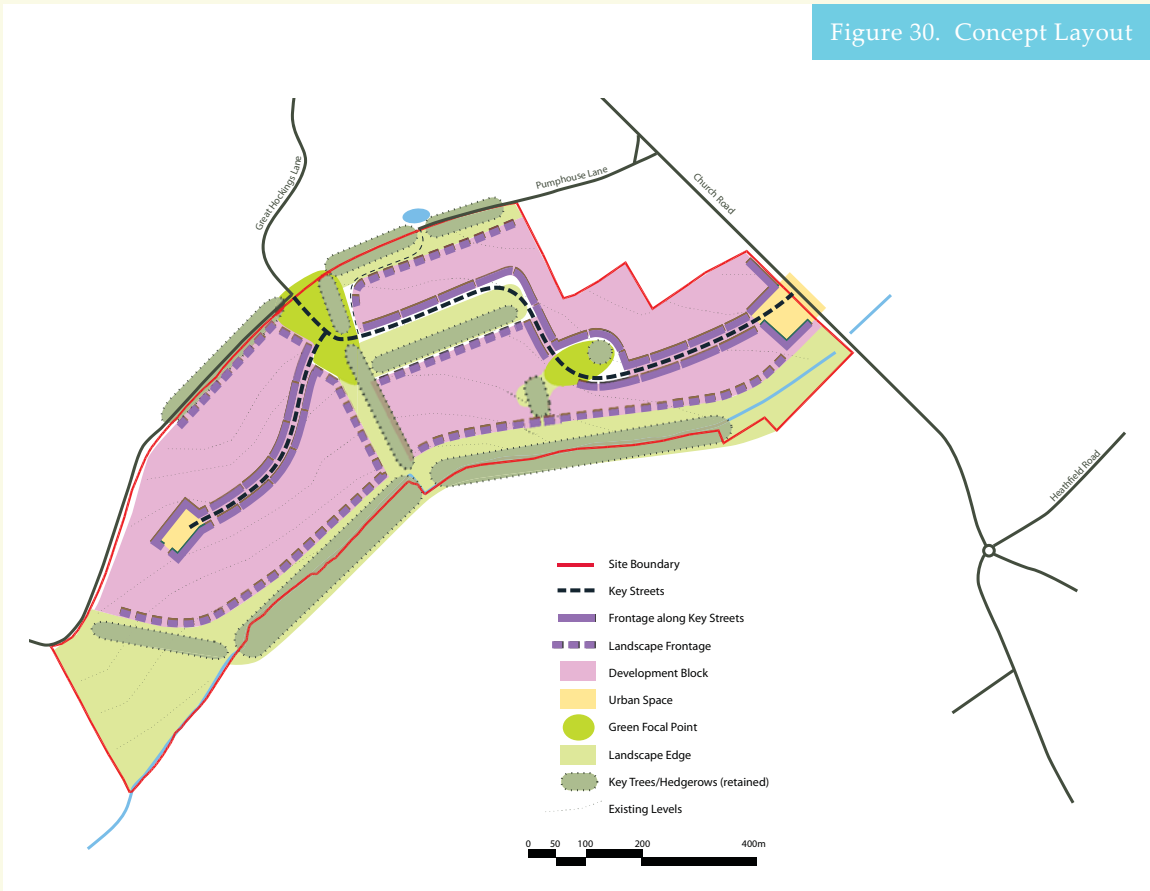 Figure 30. Concept Layout
Great Hockings Lane
Pumphouse Lane
Church Road
Heathfield Road
Site Boundary
Key Streets
Frontage along Key Streets
Landscape Frontage
Development Block
Urban Space
Green Focal Point
Landscape Edge
Key Trees/Hedgerows (retained)
Existing Levels
0 50 100 200 400m